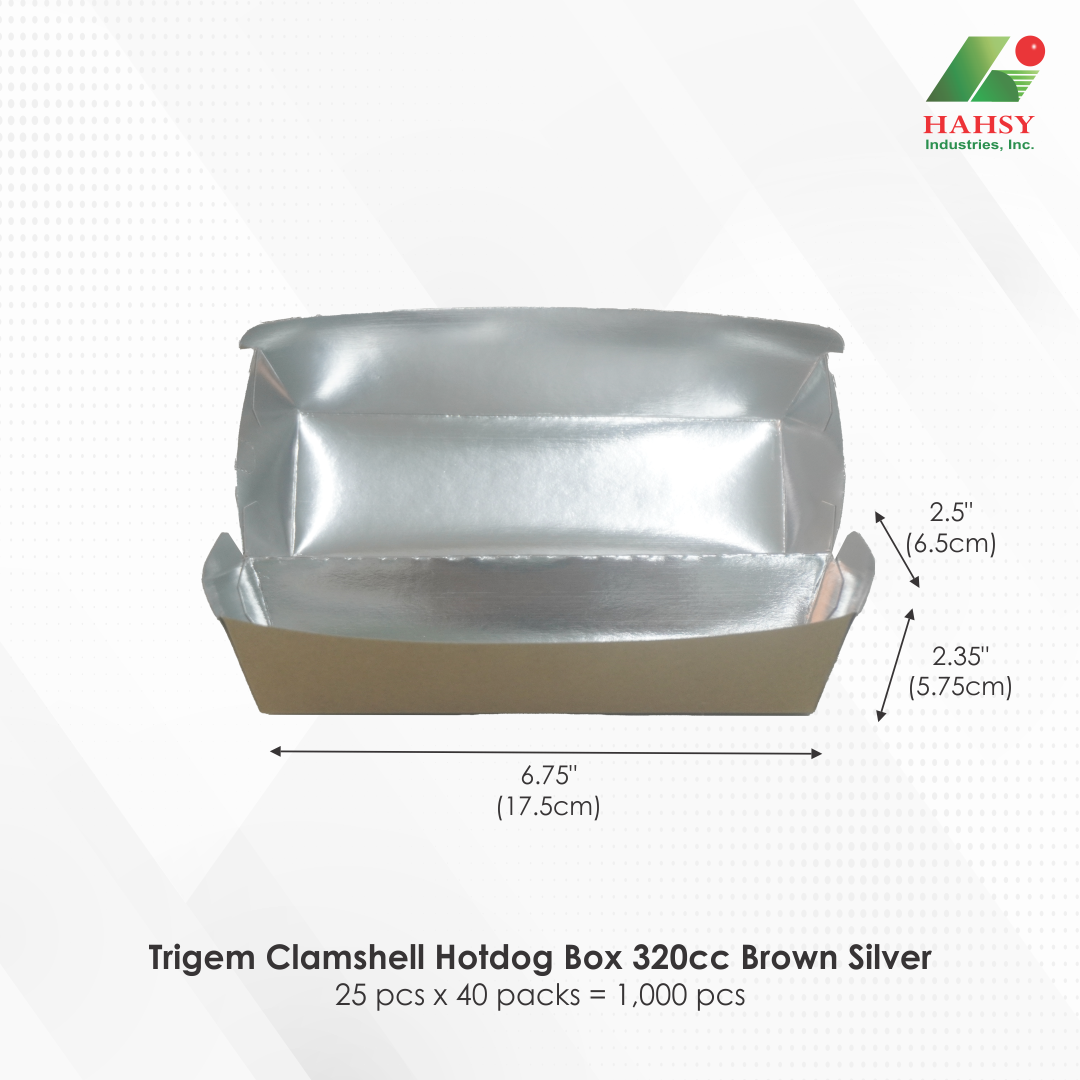 HAHSY
Industries, Inc.
2.5"
(6.5cm)
2.35"
(5.75cm)
6.75"
(17.5cm)
Trigem Clamshell Hotdog Box 320cc Brown Silver
25 pcs x 40 packs = 1,000 pcs